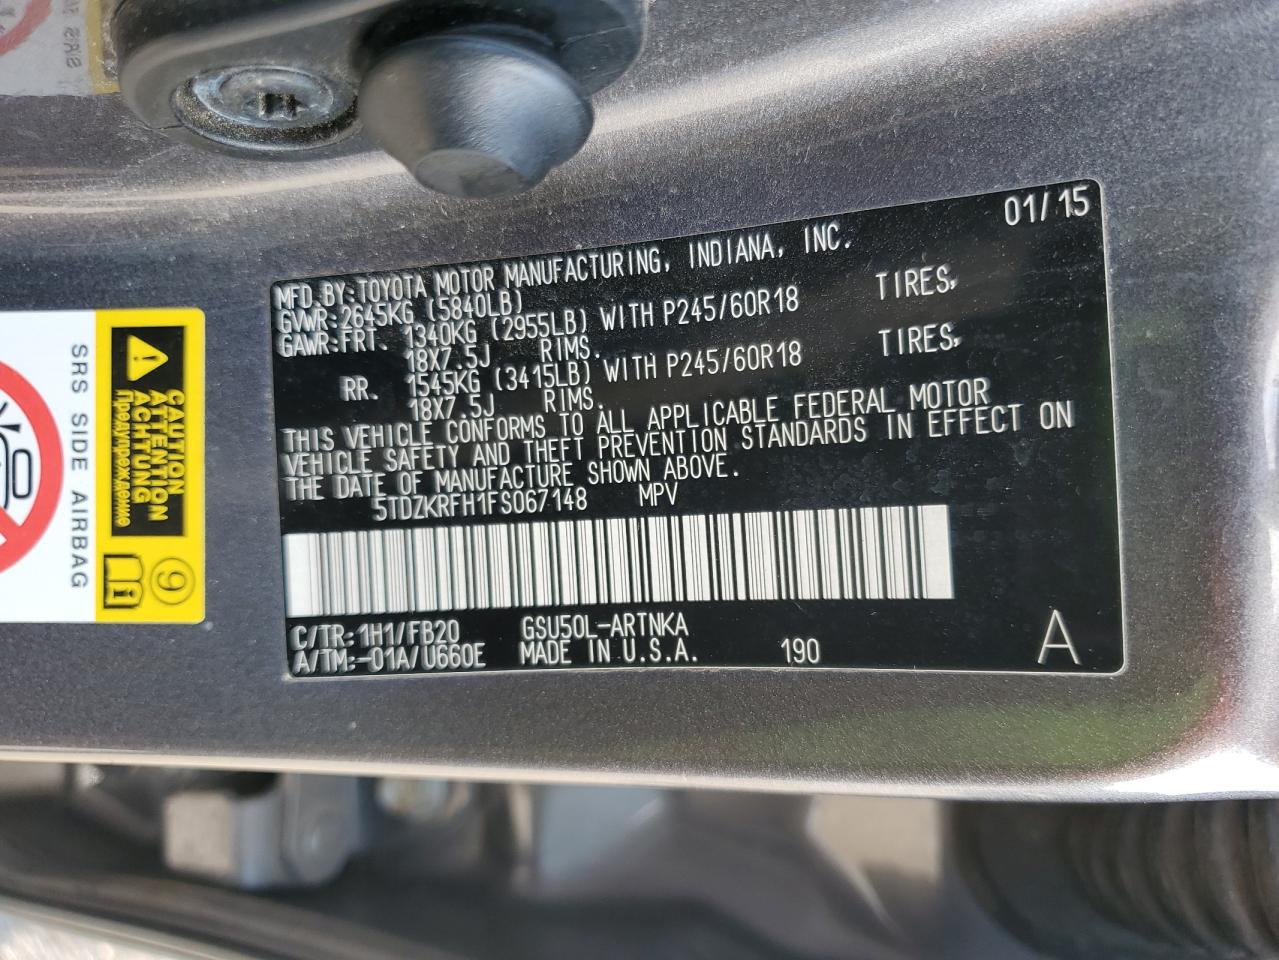 01/15
MFD.BY:TOYOTA MOTOR MANUFACTURING, INDIANA, INC.
GVWR:2645KG (5840LB)
GAWR:FRT. 1340KG (2955LB) WITH P245/60R18 TIRES,
18X7.5J RIMS.
RR. 1545KG (3415LB) WITH P245/60R18 TIRES,
18X7.5J RIMS.
THIS VEHICLE CONFORMS TO ALL APPLICABLE FEDERAL MOTOR
VEHICLE SAFETY AND THEFT PREVENTION STANDARDS IN EFFECT ON
THE DATE OF MANUFACTURE SHOWN ABOVE.
5TDZKRFH1FS067148 MPV
C/TR:1H1/FB20 GSU50L-ARTNKA
A/TM:-01A/U660E MADE IN U.S.A. 190 A
CAUTION
ATTENTION
ACHTUNG
Предупреждение
9
SRS SIDE AIRBAG